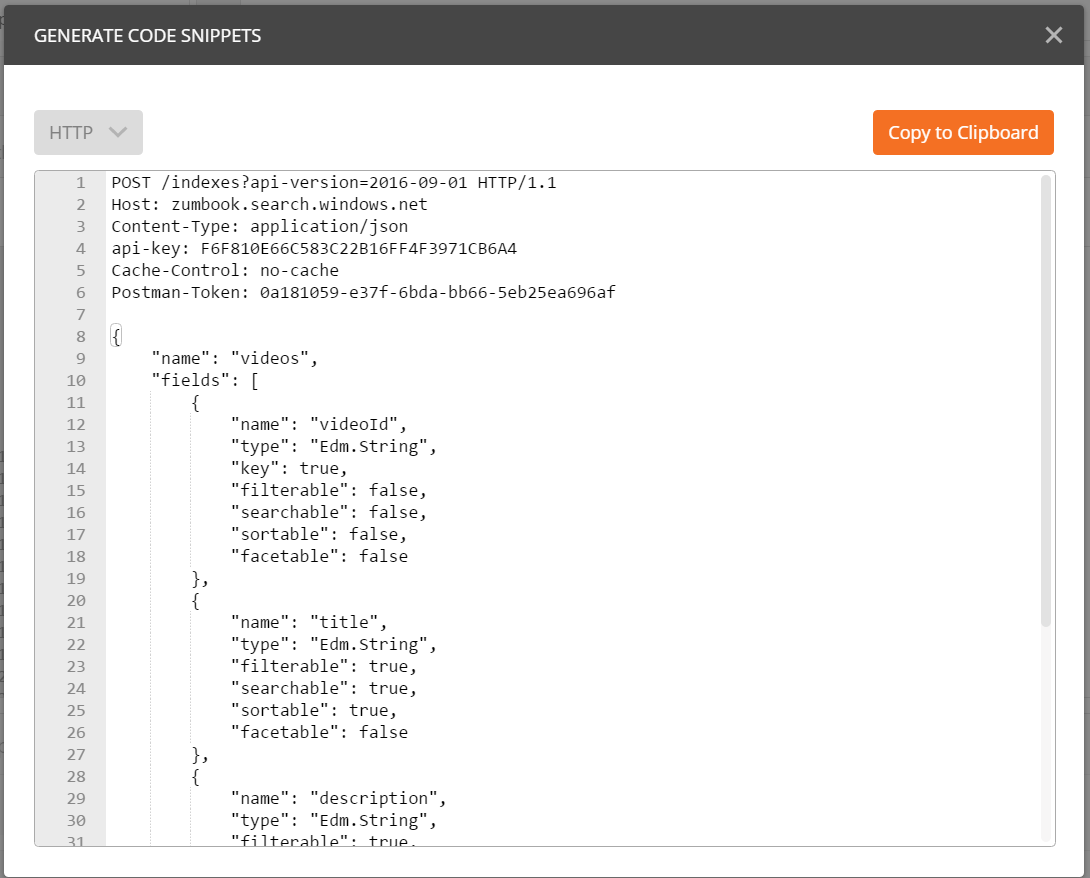 GENERATE CODE SNIPPETS
HTTP
Copy to Clipboard
1 POST /indexes?api-version=2016-09-01 HTTP/1.1
2 Host: zumbook.search.windows.net
3 Content-Type: application/json
4 api-key: F6F810E66C583C22B16FF4F3971CB6A4
5 Cache-Control: no-cache
6 Postman-Token: 0a181059-e37f-6bda-bb66-5eb25ea696af
7
8 {
9     "name": "videos",
10     "fields": [
11         {
12             "name": "videoId",
13             "type": "Edm.String",
14             "key": true,
15             "filterable": false,
16             "searchable": false,
17             "sortable": false,
18             "facetable": false
19         },
20         {
21             "name": "title",
22             "type": "Edm.String",
23             "filterable": true,
24             "searchable": true,
25             "sortable": true,
26             "facetable": false
27         },
28         {
29             "name": "description",
30             "type": "Edm.String",
31             "filterable": true,